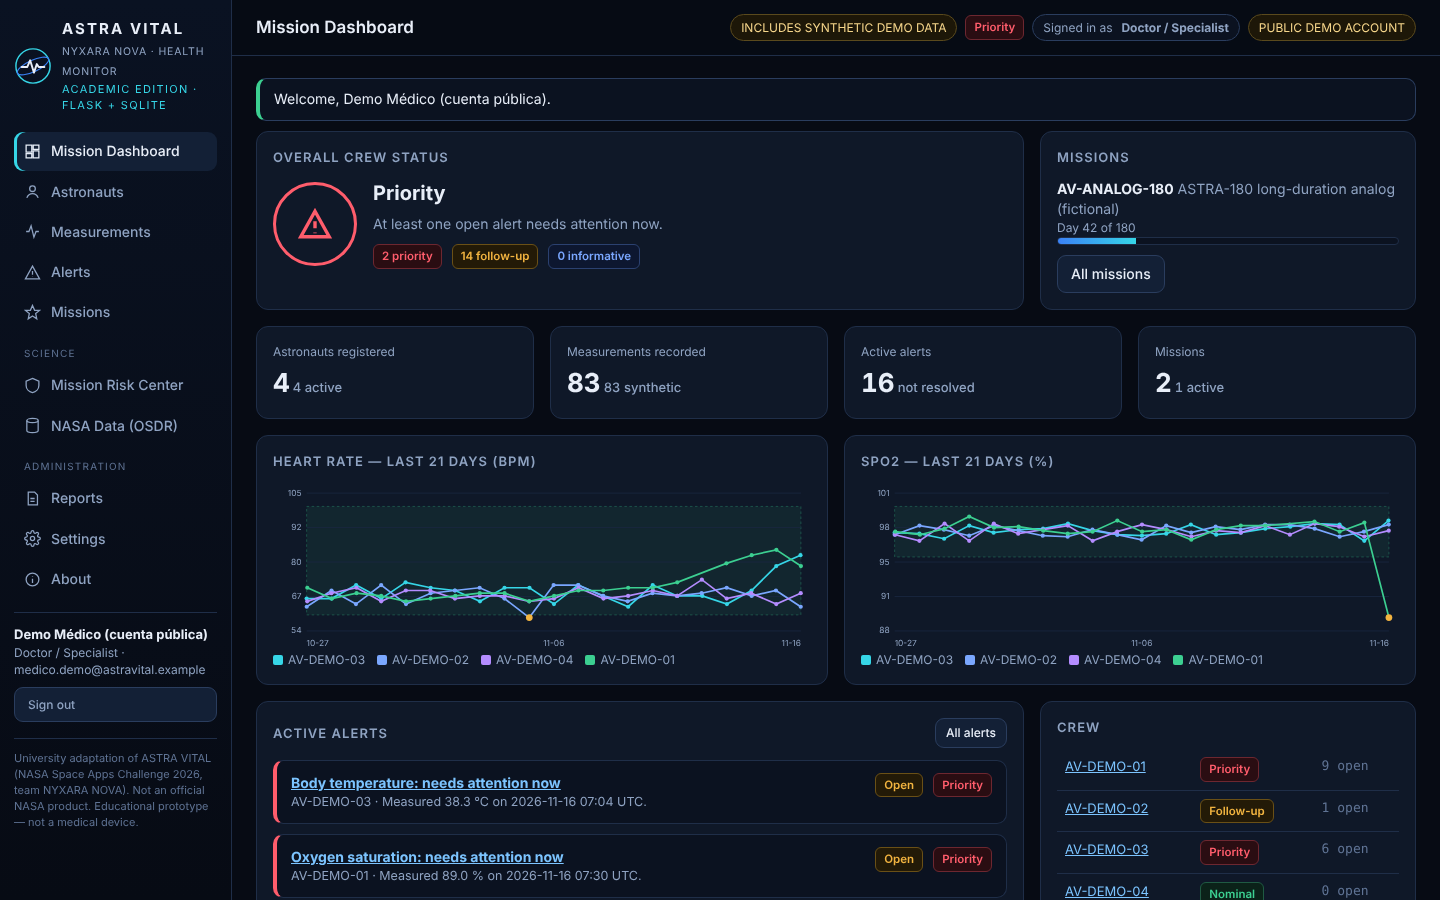 ASTRA VITAL
NYXARA NOVA · HEALTH
MONITOR
ACADEMIC EDITION ·
FLASK + SQLITE
Mission Dashboard
Astronauts
Measurements
Alerts
Missions
SCIENCE
Mission Risk Center
NASA Data (OSDR)
ADMINISTRATION
Reports
Settings
About
Demo Médico (cuenta pública)
Doctor / Specialist ·
medico.demo@astravital.example
Sign out
University adaptation of ASTRA VITAL
(NASA Space Apps Challenge 2026,
team NYXARA NOVA). Not an official
NASA product. Educational prototype
— not a medical device.
Mission Dashboard
INCLUDES SYNTHETIC DEMO DATA
Priority
Signed in as Doctor / Specialist
PUBLIC DEMO ACCOUNT
Welcome, Demo Médico (cuenta pública).
OVERALL CREW STATUS
Priority
At least one open alert needs attention now.
2 priority
14 follow-up
0 informative
MISSIONS
AV-ANALOG-180 ASTRA-180 long-duration analog
(fictional)
Day 42 of 180
All missions
Astronauts registered
4 4 active
Measurements recorded
83 83 synthetic
Active alerts
16 not resolved
Missions
2 1 active
HEART RATE — LAST 21 DAYS (BPM)
105
92
80
67
54
10-27
11-06
11-16
AV-DEMO-03
AV-DEMO-02
AV-DEMO-04
AV-DEMO-01
SPO2 — LAST 21 DAYS (%)
101
98
95
91
88
10-27
11-06
11-16
AV-DEMO-03
AV-DEMO-02
AV-DEMO-04
AV-DEMO-01
ACTIVE ALERTS
All alerts
Body temperature: needs attention now
Open
Priority
AV-DEMO-03 · Measured 38.3 °C on 2026-11-16 07:04 UTC.
Oxygen saturation: needs attention now
Open
Priority
AV-DEMO-01 · Measured 89.0 % on 2026-11-16 07:30 UTC.
CREW
AV-DEMO-01 Priority 9 open
AV-DEMO-02 Follow-up 1 open
AV-DEMO-03 Priority 6 open
AV-DEMO-04 Nominal 0 open